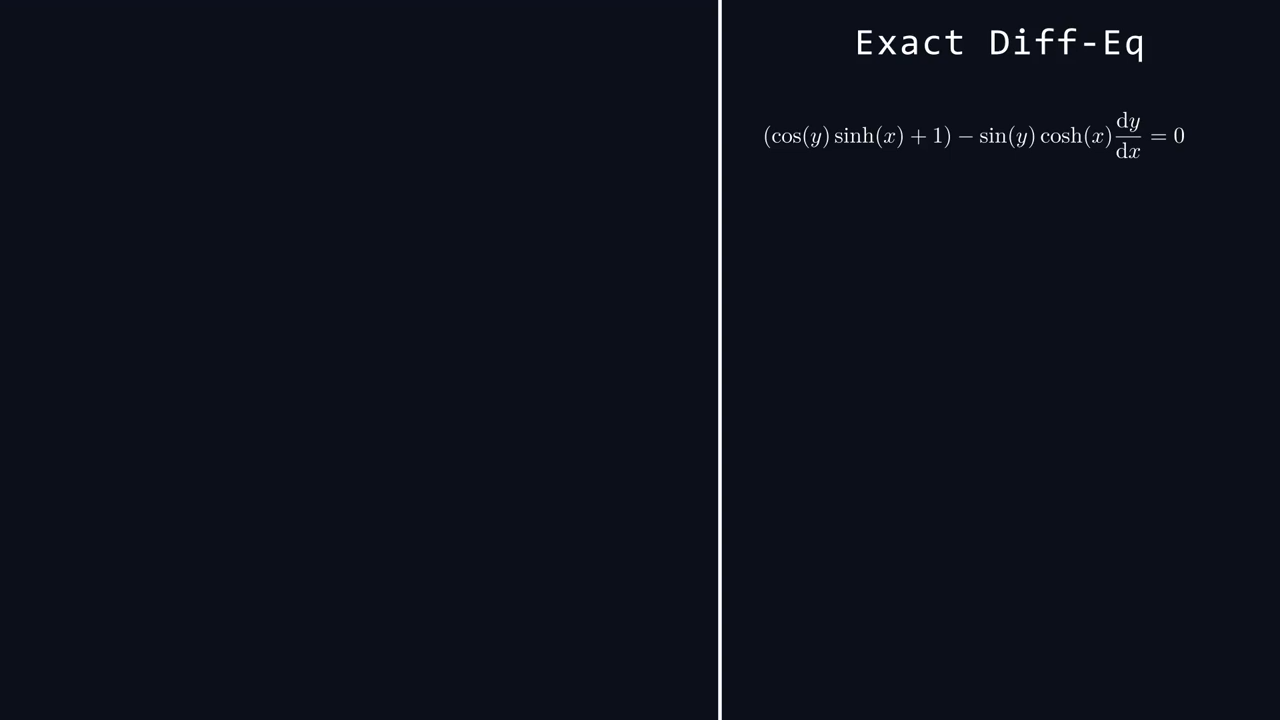 Exact Diff-Eq
(cos(y) sinh(x) + 1) − sin(y) cosh(x) dy/dx = 0